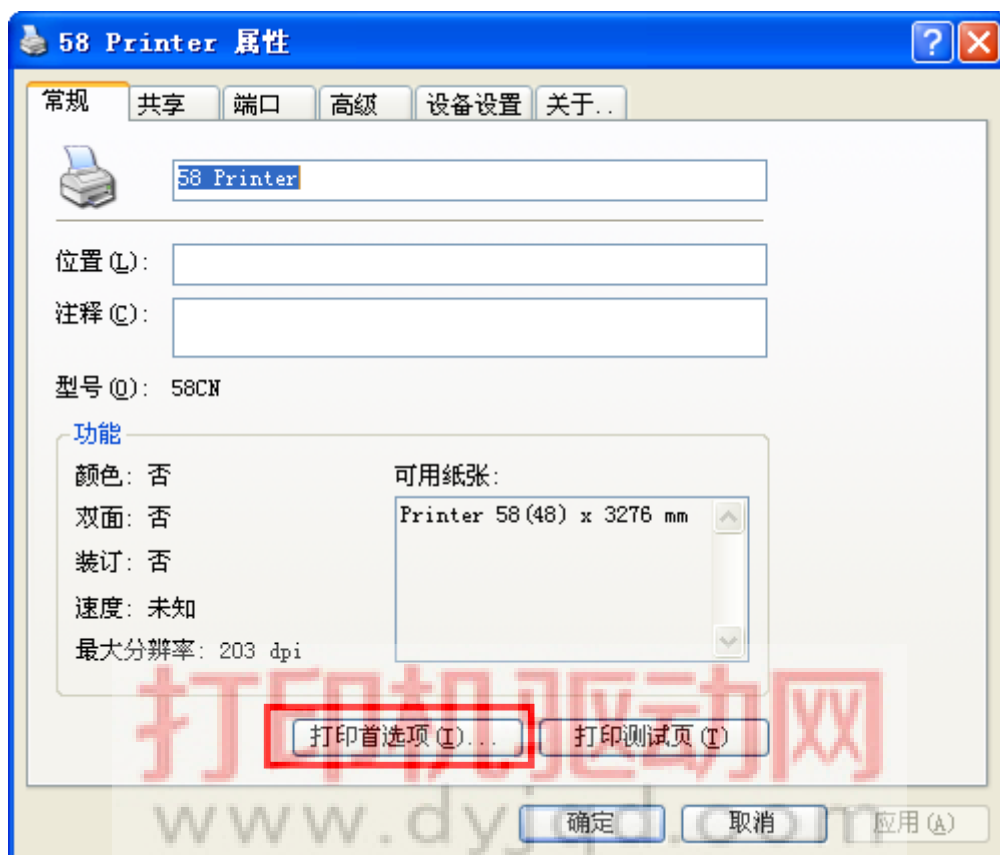 58 Printer 属性
常规 共享 端口 高级 设备设置 关于..
58 Printer
位置(L):
注释(C):
型号(O): 58CN
功能
颜色: 否
可用纸张:
双面: 否
Printer 58(48) x 3276 mm
装订: 否
速度: 未知
最大分辨率: 203 dpi
打印机驱动网
打印首选项(I)... 打印测试页(T)
www.dyjqd.com
确定 取消 应用(A)